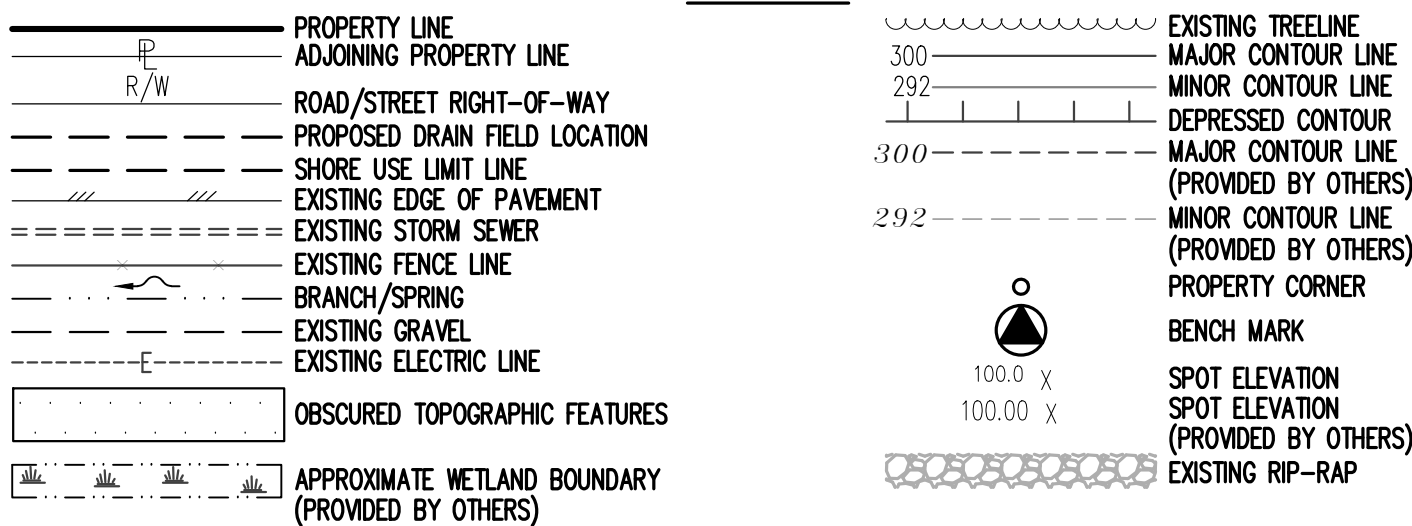 PROPERTY LINE
PL
ADJOINING PROPERTY LINE
R/W
ROAD/STREET RIGHT-OF-WAY
PROPOSED DRAIN FIELD LOCATION
SHORE USE LIMIT LINE
EXISTING EDGE OF PAVEMENT
EXISTING STORM SEWER
EXISTING FENCE LINE
BRANCH/SPRING
EXISTING GRAVEL
E EXISTING ELECTRIC LINE
OBSCURED TOPOGRAPHIC FEATURES
APPROXIMATE WETLAND BOUNDARY
(PROVIDED BY OTHERS)
EXISTING TREELINE
300 MAJOR CONTOUR LINE
292 MINOR CONTOUR LINE
DEPRESSED CONTOUR
300 MAJOR CONTOUR LINE
(PROVIDED BY OTHERS)
292 MINOR CONTOUR LINE
(PROVIDED BY OTHERS)
PROPERTY CORNER
BENCH MARK
100.0 X SPOT ELEVATION
100.00 X SPOT ELEVATION
(PROVIDED BY OTHERS)
EXISTING RIP-RAP